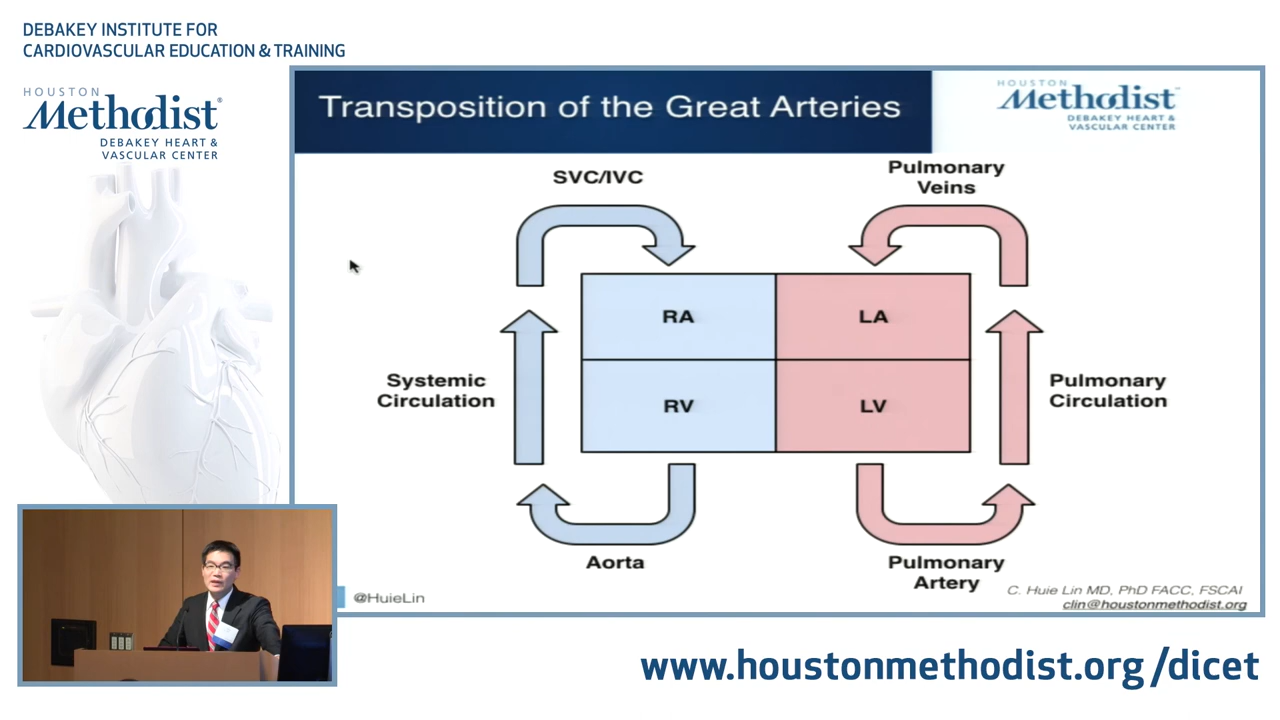 DEBAKEY INSTITUTE FOR
CARDIOVASCULAR EDUCATION & TRAINING
HOUSTON
Methodist®
DEBAKEY HEART &
VASCULAR CENTER
Transposition of the Great Arteries
HOUSTON
Methodist™
DEBAKEY HEART &
VASCULAR CENTER
SVC/IVC
Pulmonary
Veins
RA
LA
Systemic
Circulation
RV
LV
Pulmonary
Circulation
Aorta
Pulmonary
Artery
@HuieLin
C. Huie Lin MD, PhD FACC, FSCAI
clin@houstonmethodist.org
www.houstonmethodist.org/dicet